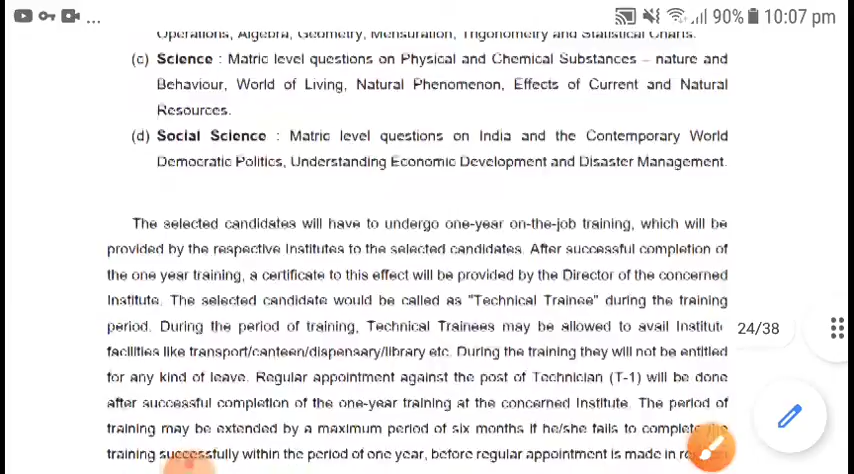 ... 90% 10:07 pm
Operations, Algebra, Geometry, Mensuration, Trigonometry and Statistical Charts.
(c) Science : Matric level questions on Physical and Chemical Substances – nature and
Behaviour, World of Living, Natural Phenomenon, Effects of Current and Natural
Resources.
(d) Social Science : Matric level questions on India and the Contemporary World
Democratic Politics, Understanding Economic Development and Disaster Management.
The selected candidates will have to undergo one-year on-the-job training, which will be
provided by the respective Institutes to the selected candidates. After successful completion of
the one year training, a certificate to this effect will be provided by the Director of the concerned
Institute. The selected candidate would be called as "Technical Trainee" during the training
period. During the period of training, Technical Trainees may be allowed to avail Institut
24/38
facilities like transport/canteen/dispensary/library etc. During the training they will not be entitled
for any kind of leave. Regular appointment against the post of Technician (T-1) will be done
after successful completion of the one-year training at the concerned Institute. The period of
training may be extended by a maximum period of six months if he/she fails to complete
training successfully within the period of one year, before regular appointment is made in